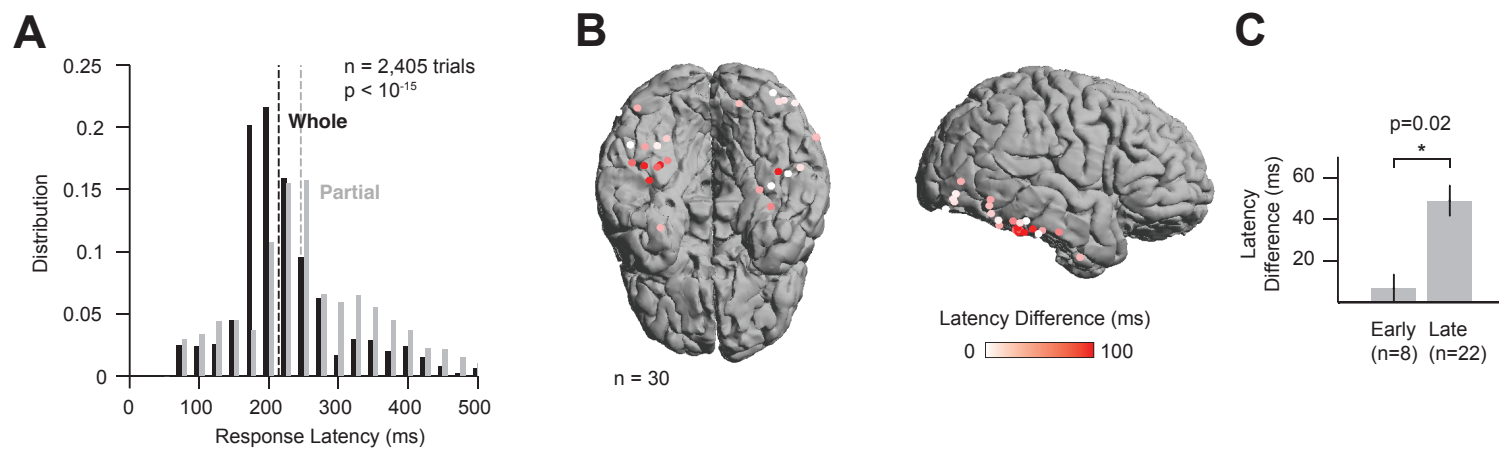 A
0.25
0.2
0.15
0.1
0.05
0
Distribution
0 100 200 300 400 500
Response Latency (ms)
n = 2,405 trials
p < 10-15
Whole
Partial
B
n = 30
Latency Difference (ms)
0 100
C
p=0.02
*
60
40
20
Latency
Difference (ms)
Early Late
(n=8) (n=22)